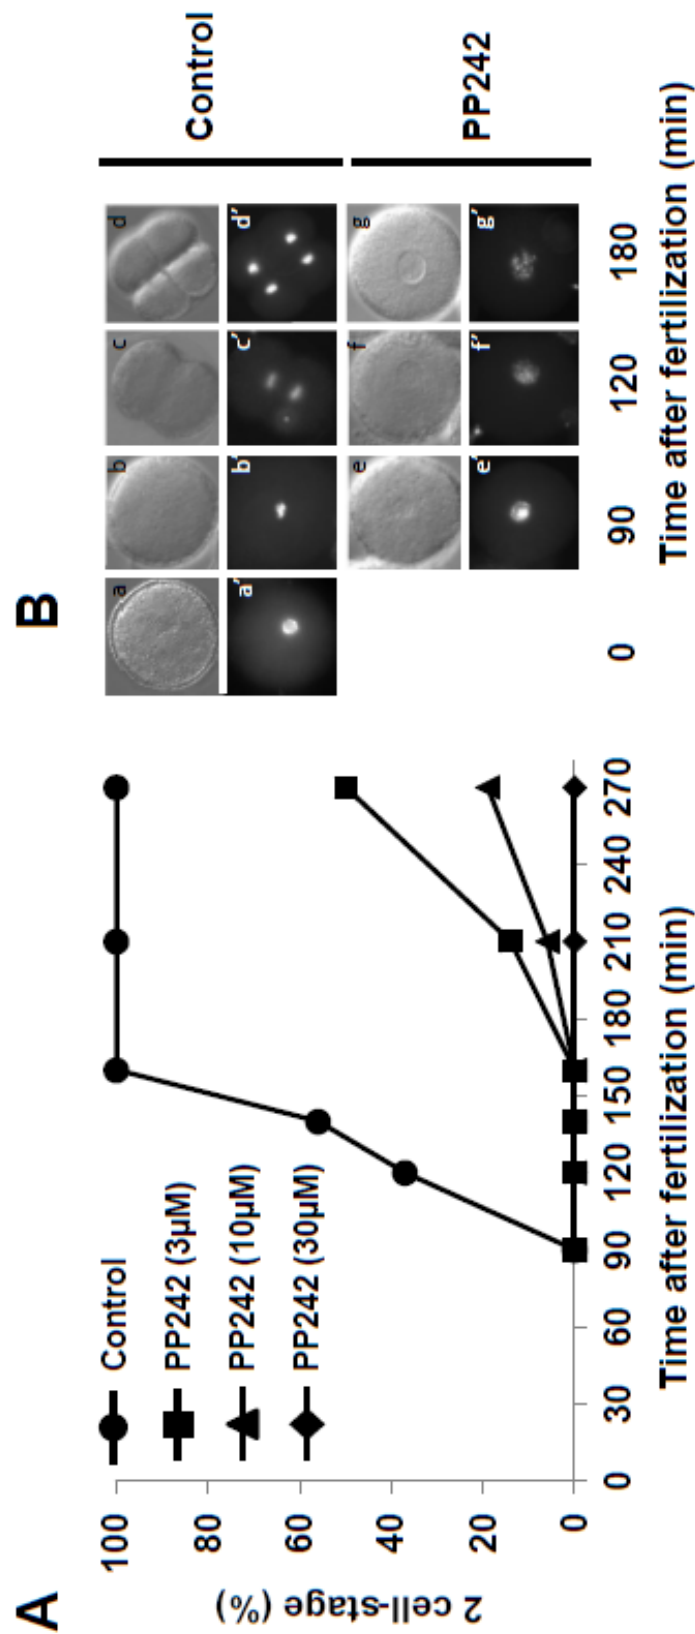 A
2 cell-stage (%)
100
80
60
40
20
0
Control
PP242 (3µM)
PP242 (10µM)
PP242 (30µM)
0 30 60 90 120 150 180 210 240 270
Time after fertilization (min)
B
a b c d
a' b' c' d'
Control
e f g
e' f' g'
PP242
0 90 120 180
Time after fertilization (min)